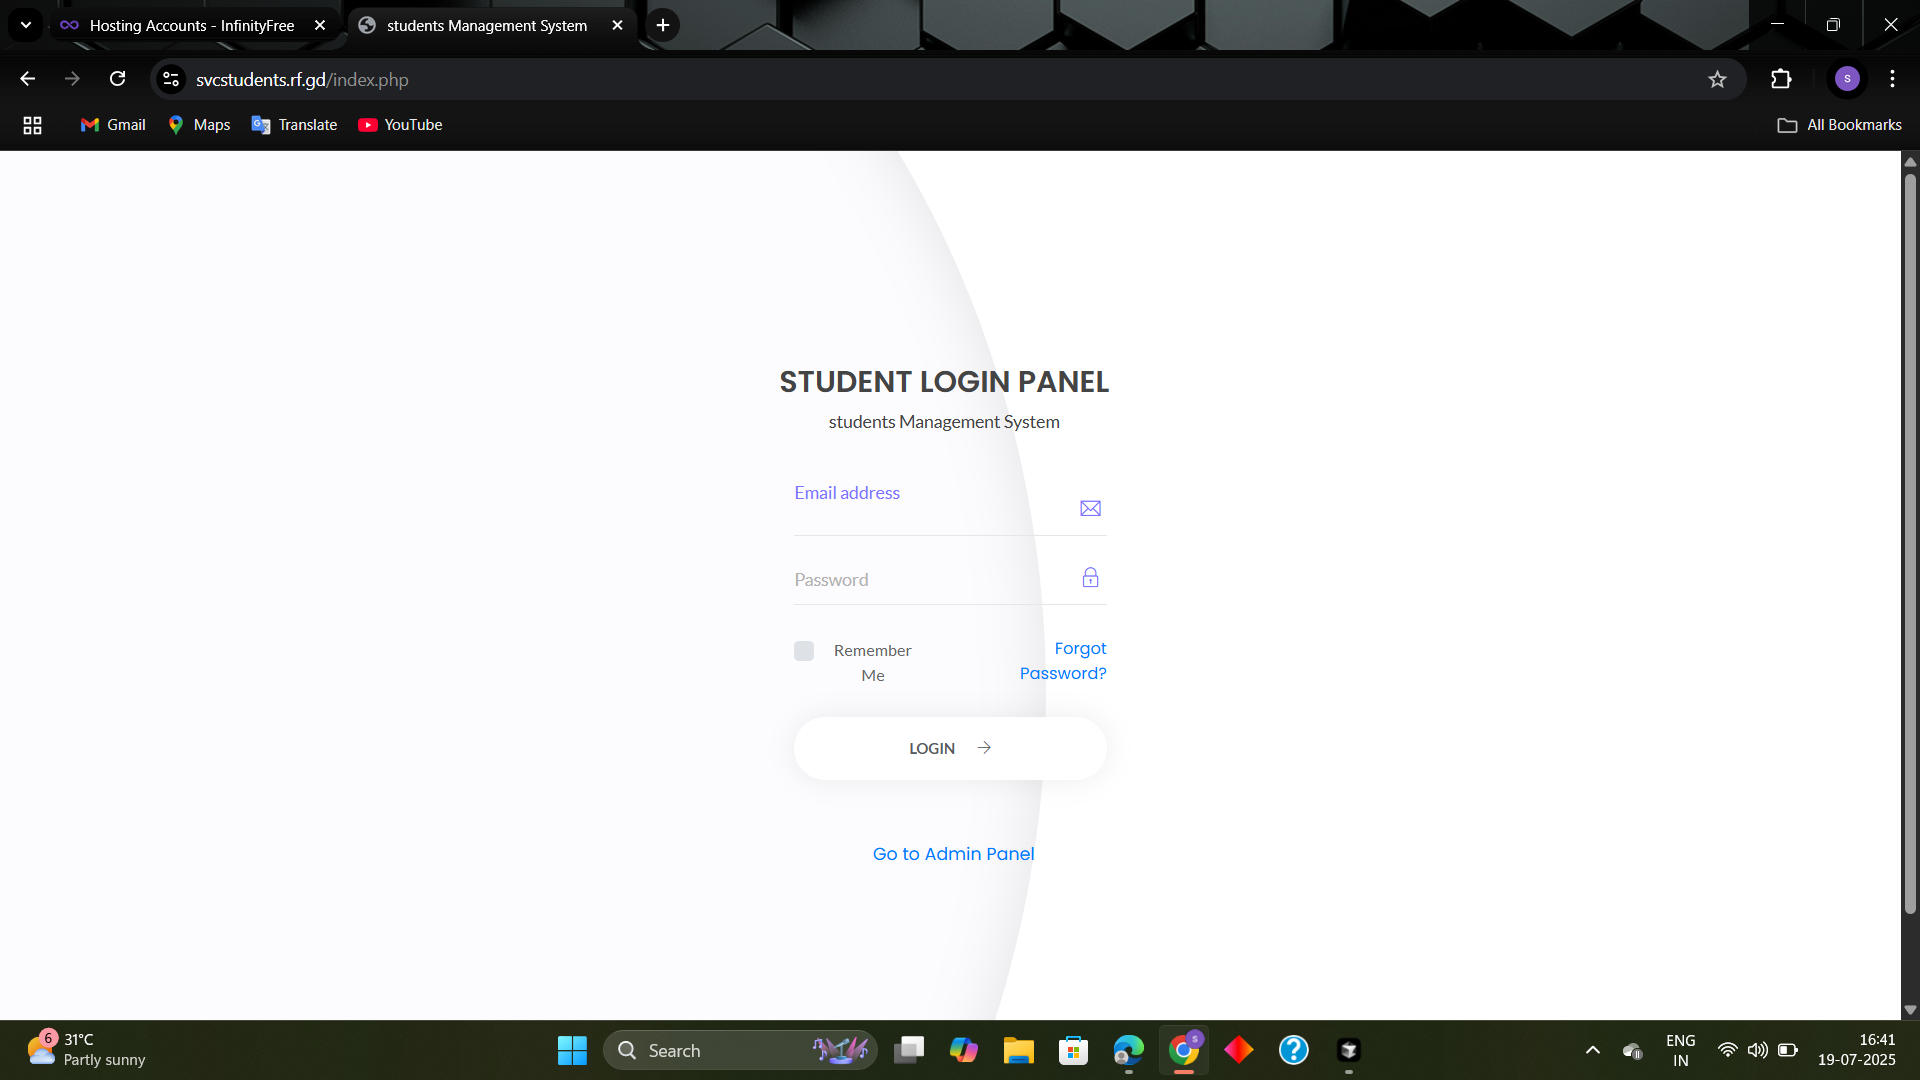 Hosting Accounts - InfinityFree
students Management System
svcstudents.rf.gd/index.php
S
Gmail
Maps
Translate
YouTube
All Bookmarks
STUDENT LOGIN PANEL
students Management System
Email address
Password
Remember
Me
Forgot
Password?
LOGIN
Go to Admin Panel
6
31°C
Partly sunny
Search
S
ENG
IN
16:41
19-07-2025